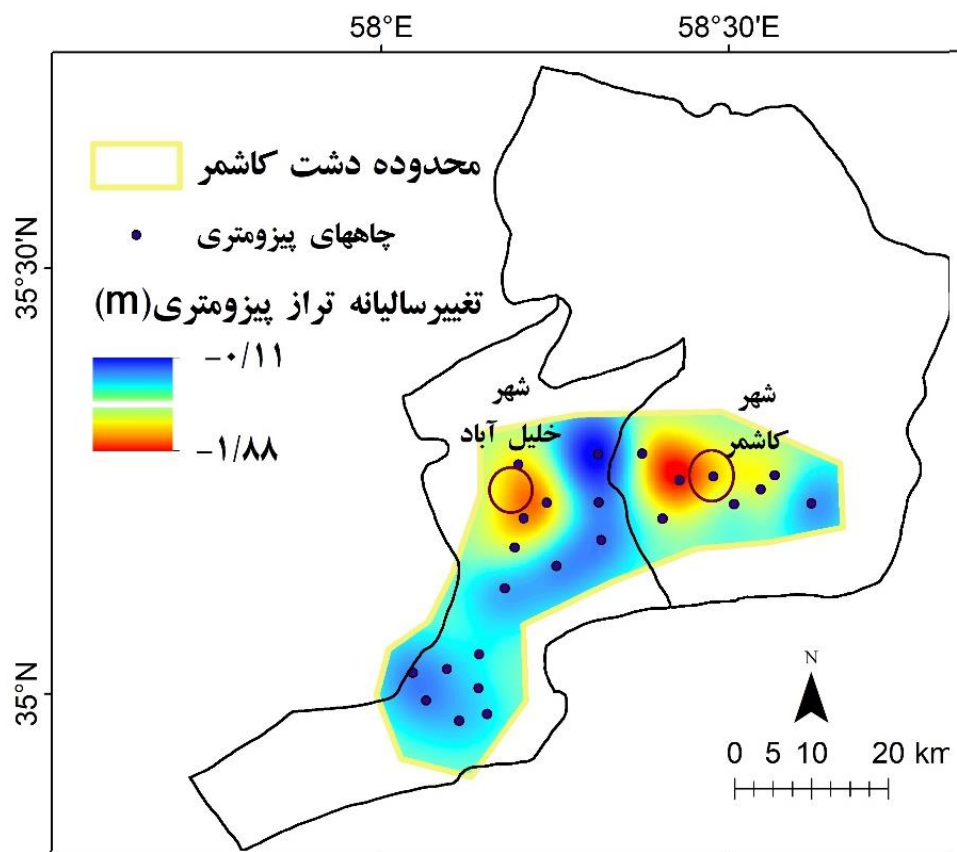 58°E
58°30'E
35°30'N
35°N
محدوده دشت کاشمر
چاههای پیزومتری
تغییرسالیانه تراز پیزومتری(m)
-۰/۱۱
-۱/۸۸
شهر
خلیل آباد
شهر
کاشمر
N
0 5 10 20 km